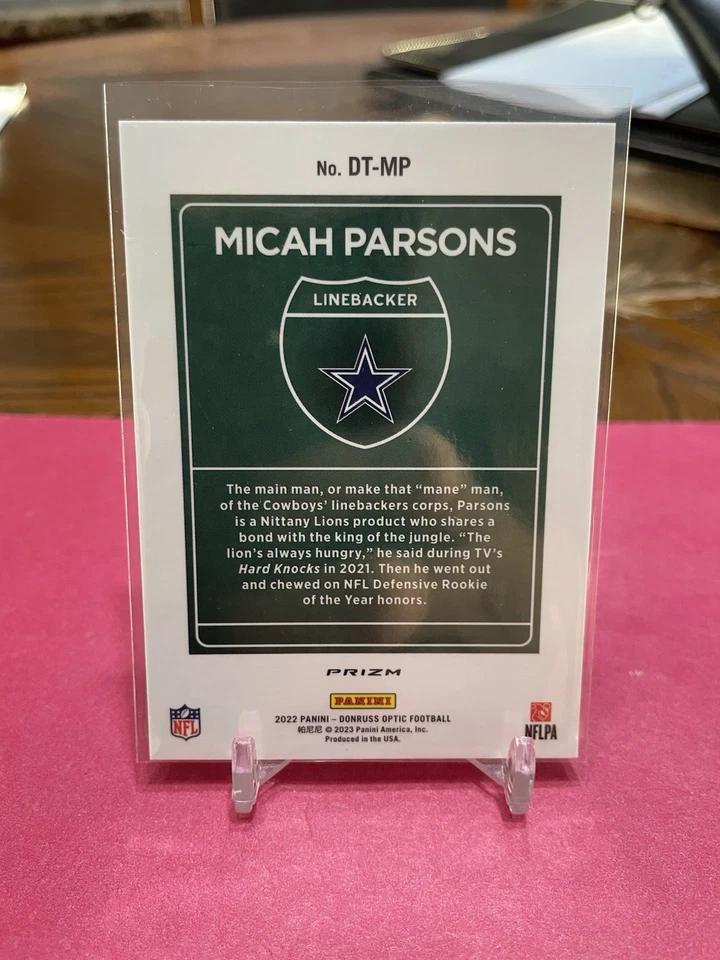 No. DT-MP
MICAH PARSONS
LINEBACKER
The main man, or make that “mane” man,
of the Cowboys’ linebackers corps, Parsons
is a Nittany Lions product who shares a
bond with the king of the jungle. “The
lion’s always hungry,” he said during TV’s
Hard Knocks in 2021. Then he went out
and chewed on NFL Defensive Rookie
of the Year honors.
PRIZM
PANINI
2022 PANINI – DONRUSS OPTIC FOOTBALL
帕尼尼 © 2023 Panini America, Inc.
Produced in the USA.
NFL
NFLPA